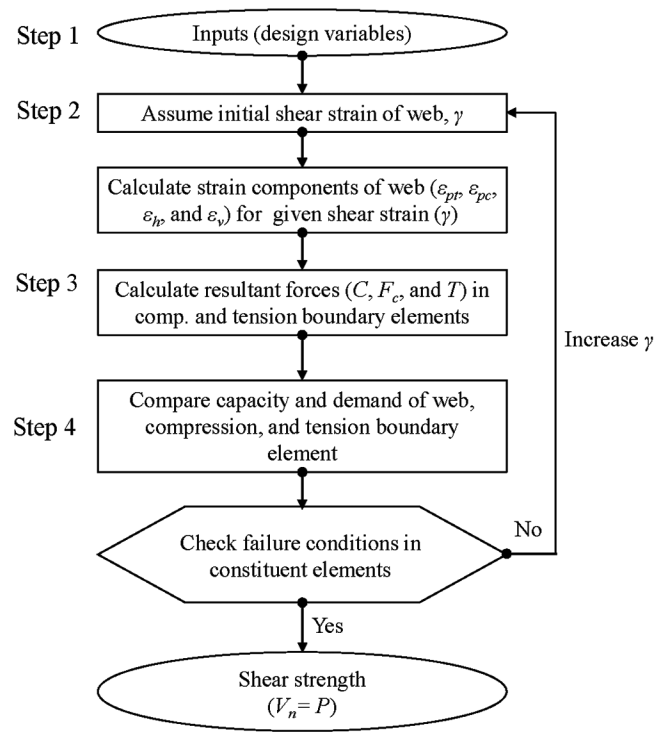 Step 1
Inputs (design variables)
Step 2
Assume initial shear strain of web, γ
Calculate strain components of web (εpt, εpc,
εh, and εv) for given shear strain (γ)
Step 3
Calculate resultant forces (C, Fc, and T) in
comp. and tension boundary elements
Increase γ
Step 4
Compare capacity and demand of web,
compression, and tension boundary
element
No
Check failure conditions in
constituent elements
Yes
Shear strength
(Vn= P)